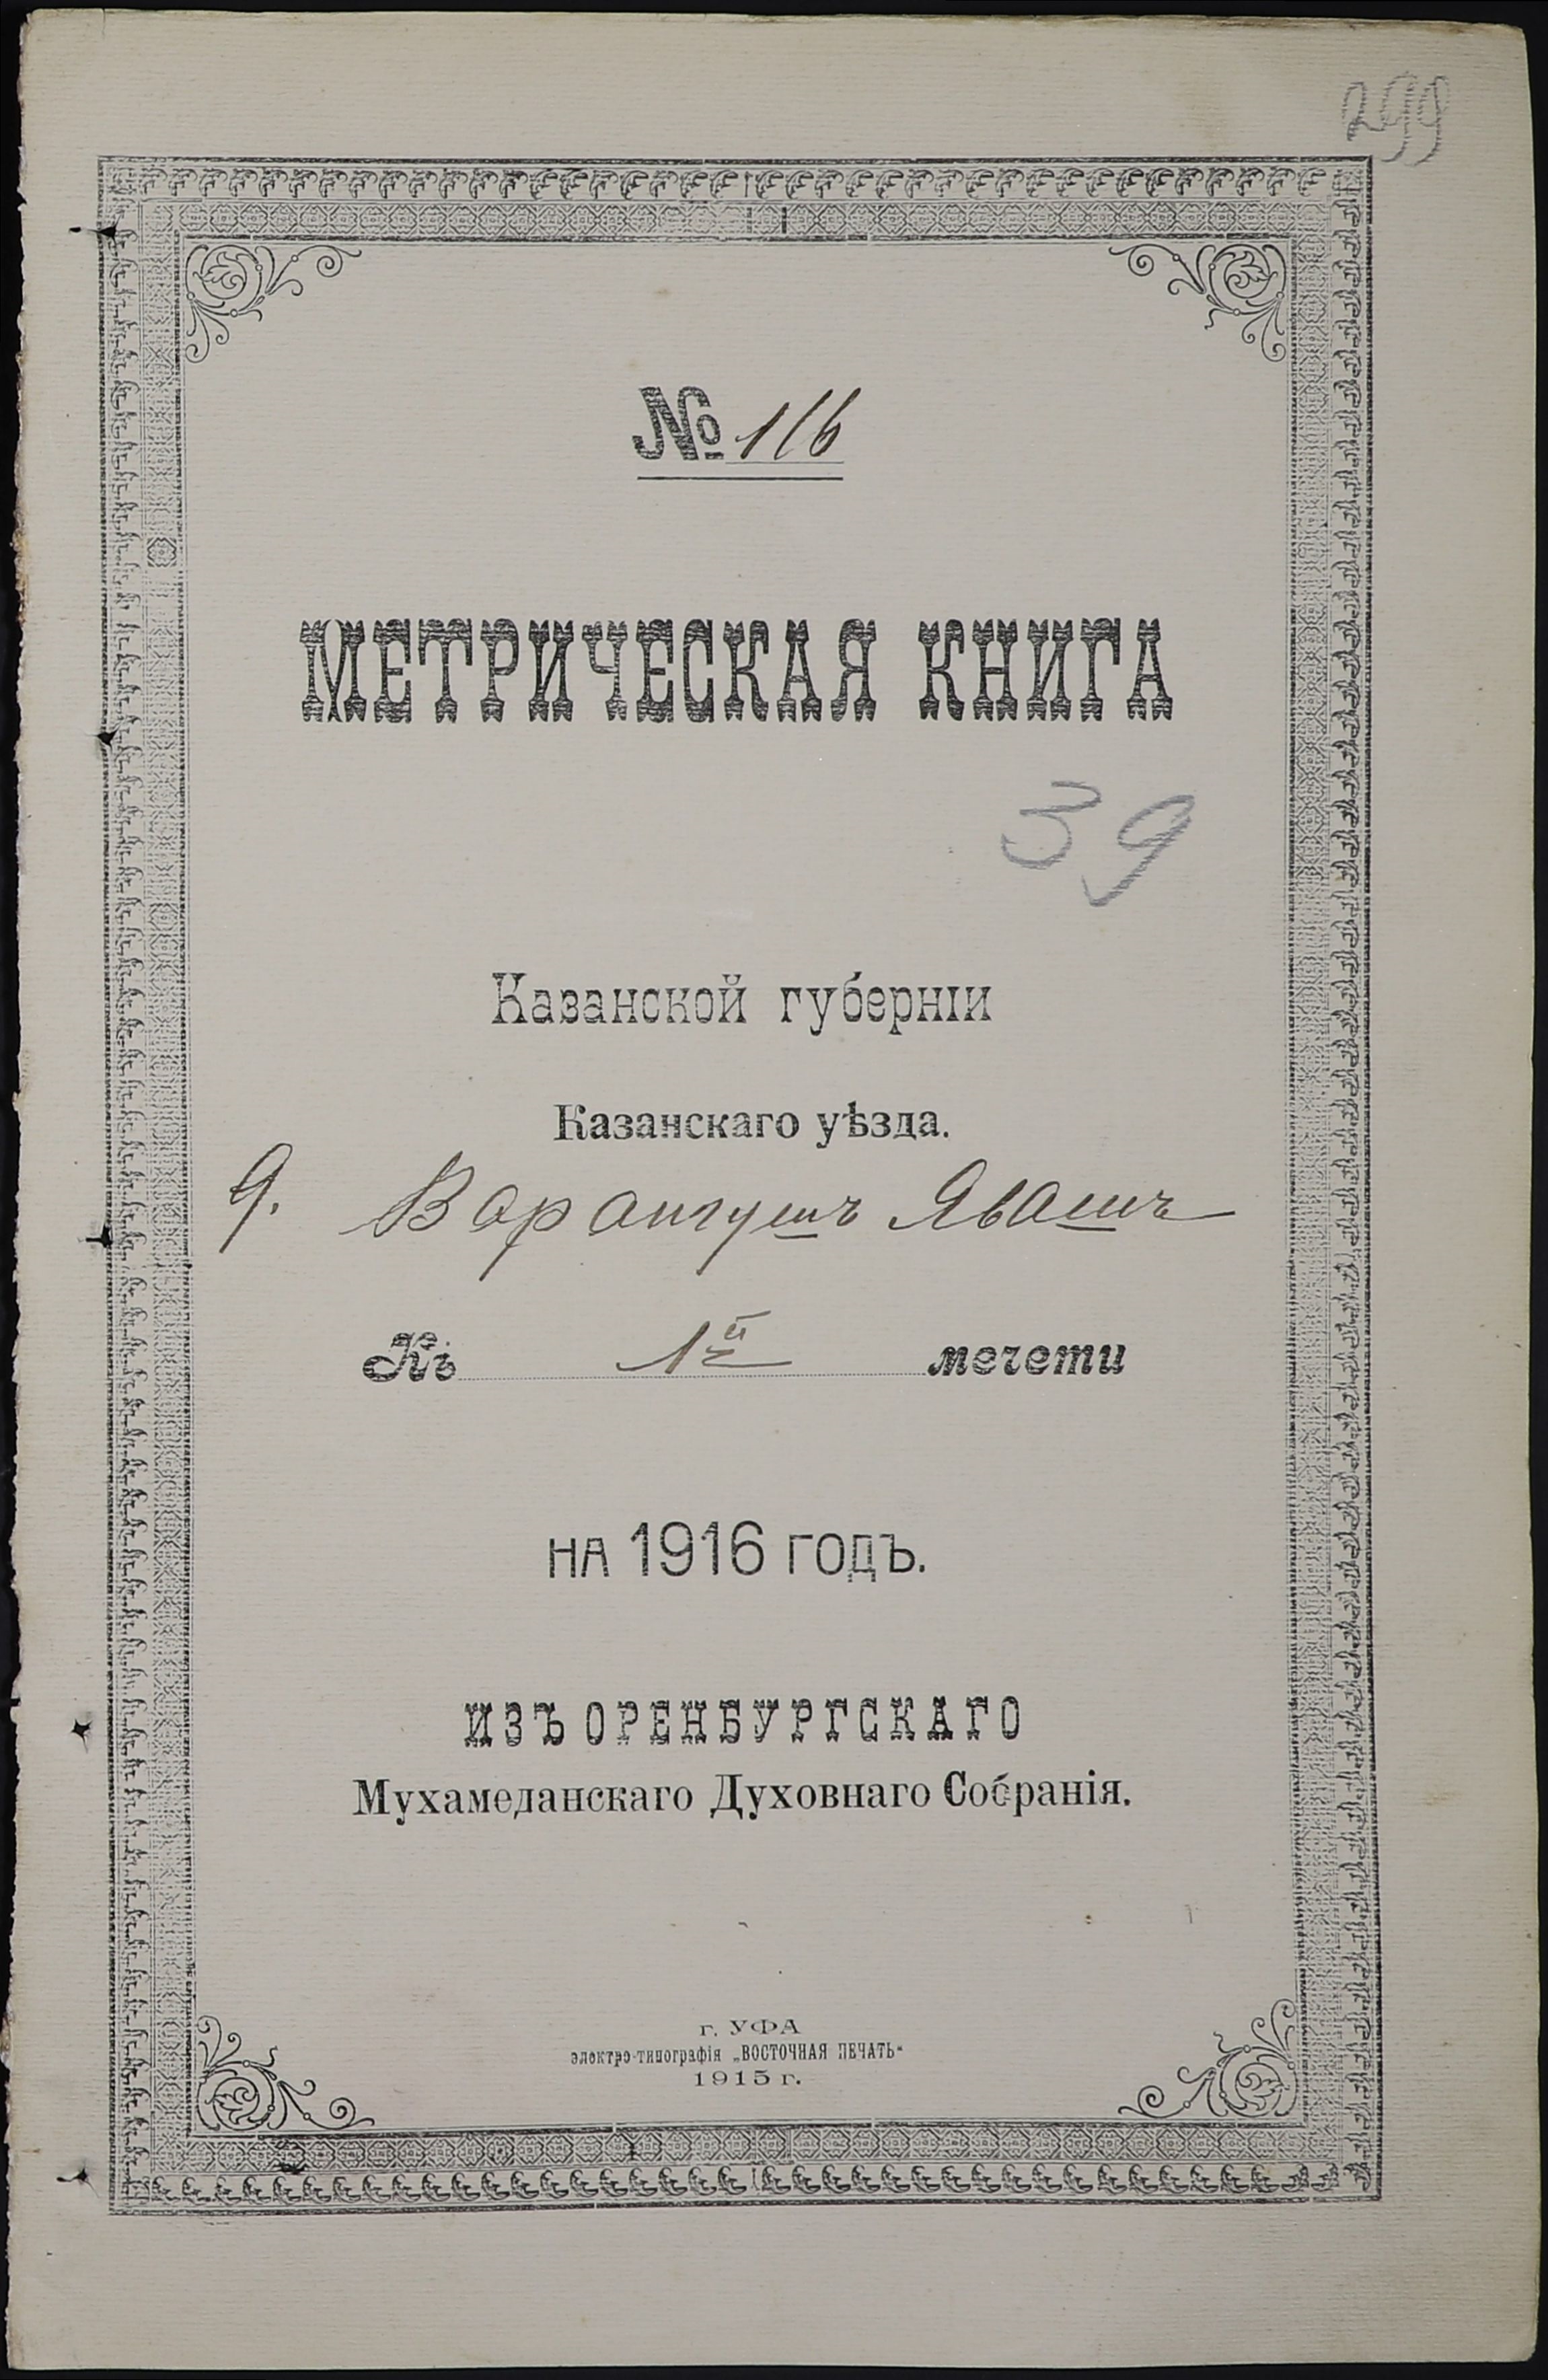 299
№ 116
МЕТРИЧЕСКАЯ КНИГА
39
Казанской губерніи
Казанскаго уѣзда.
д. Варангушъ Явашъ
Къ 1й мечети
на 1916 годъ.
ИЗЪ ОРЕНБУРГСКАГО
Мухамеданскаго Духовнаго Собранія.
г. УФА
электро-типографія „ВОСТОЧНАЯ ПЕЧАТЬ“
1915 г.